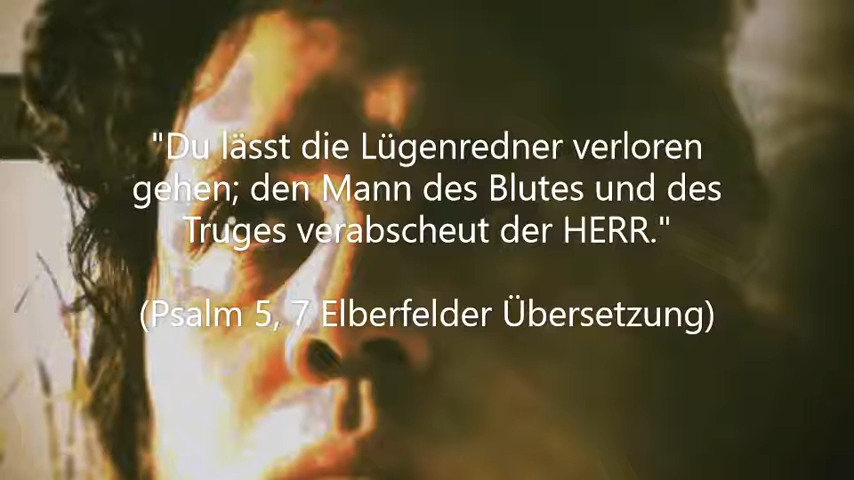 "Du lässt die Lügenredner verloren
gehen; den Mann des Blutes und des
Truges verabscheut der HERR."
(Psalm 5, 7 Elberfelder Übersetzung)